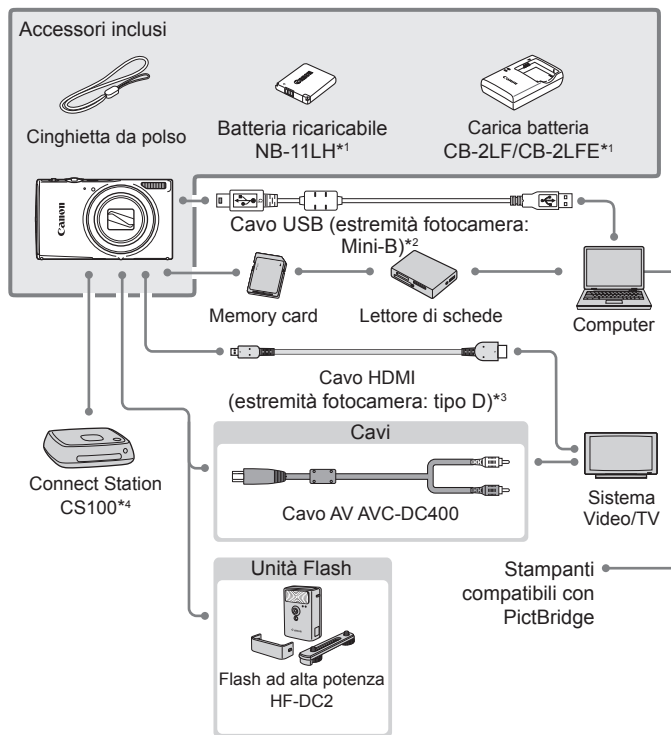 Accessori inclusi
Cinghietta da polso
Batteria ricaricabile
NB-11LH*1
Carica batteria
CB-2LF/CB-2LFE*1
Canon
Cavo USB (estremità fotocamera:
Mini-B)*2
Memory card
Lettore di schede
Computer
Cavo HDMI
(estremità fotocamera: tipo D)*3
Connect Station
CS100*4
Cavi
Cavo AV AVC-DC400
Sistema
Video/TV
Unità Flash
Flash ad alta potenza
HF-DC2
Stampanti
compatibili con
PictBridge